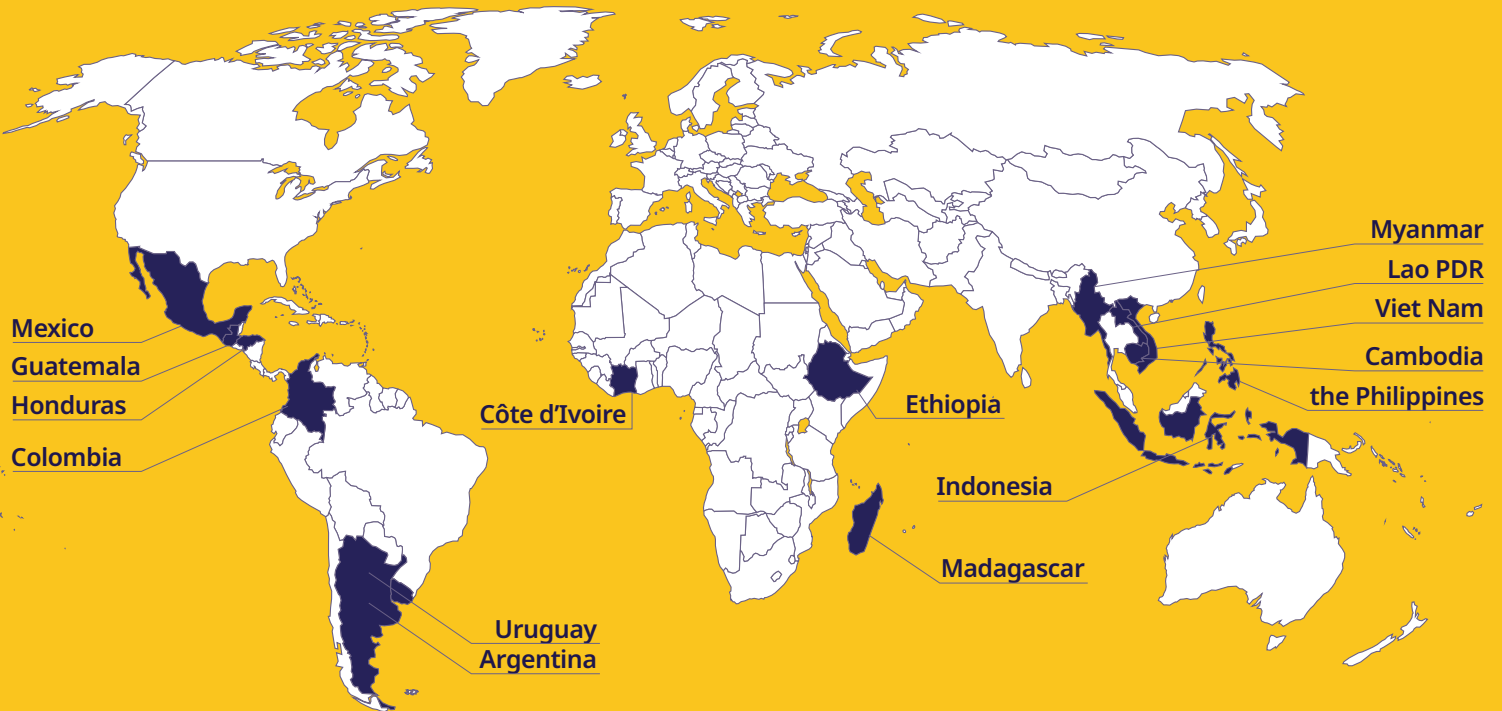 Mexico
Guatemala
Honduras
Colombia
Uruguay
Argentina
Côte d’Ivoire
Ethiopia
Madagascar
Indonesia
Myanmar
Lao PDR
Viet Nam
Cambodia
the Philippines